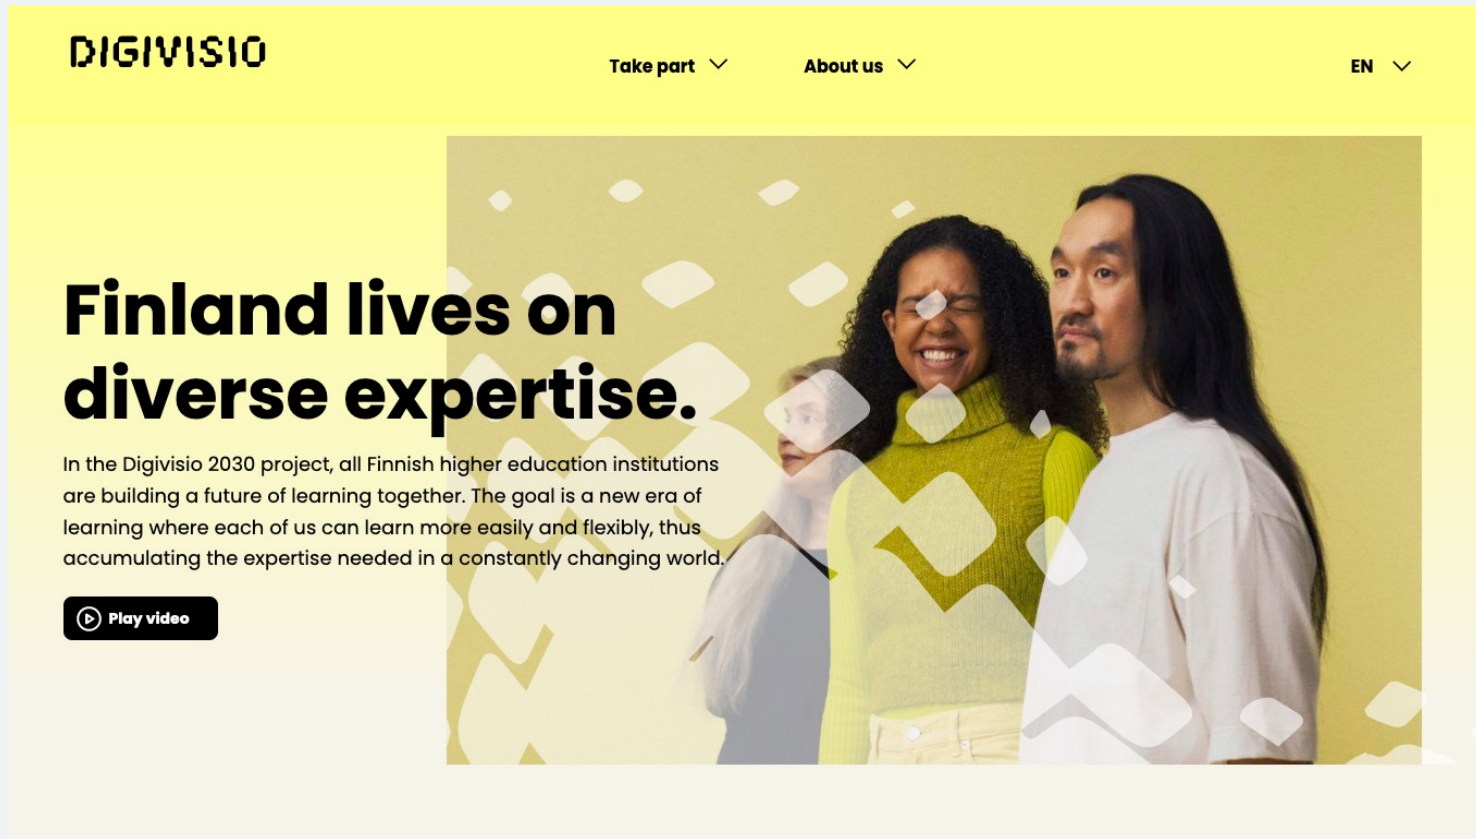 DIGIVISIO
Take part
About us
EN
Finland lives on
diverse expertise.
In the Digivisio 2030 project, all Finnish higher education institutions
are building a future of learning together. The goal is a new era of
learning where each of us can learn more easily and flexibly, thus
accumulating the expertise needed in a constantly changing world.
Play video